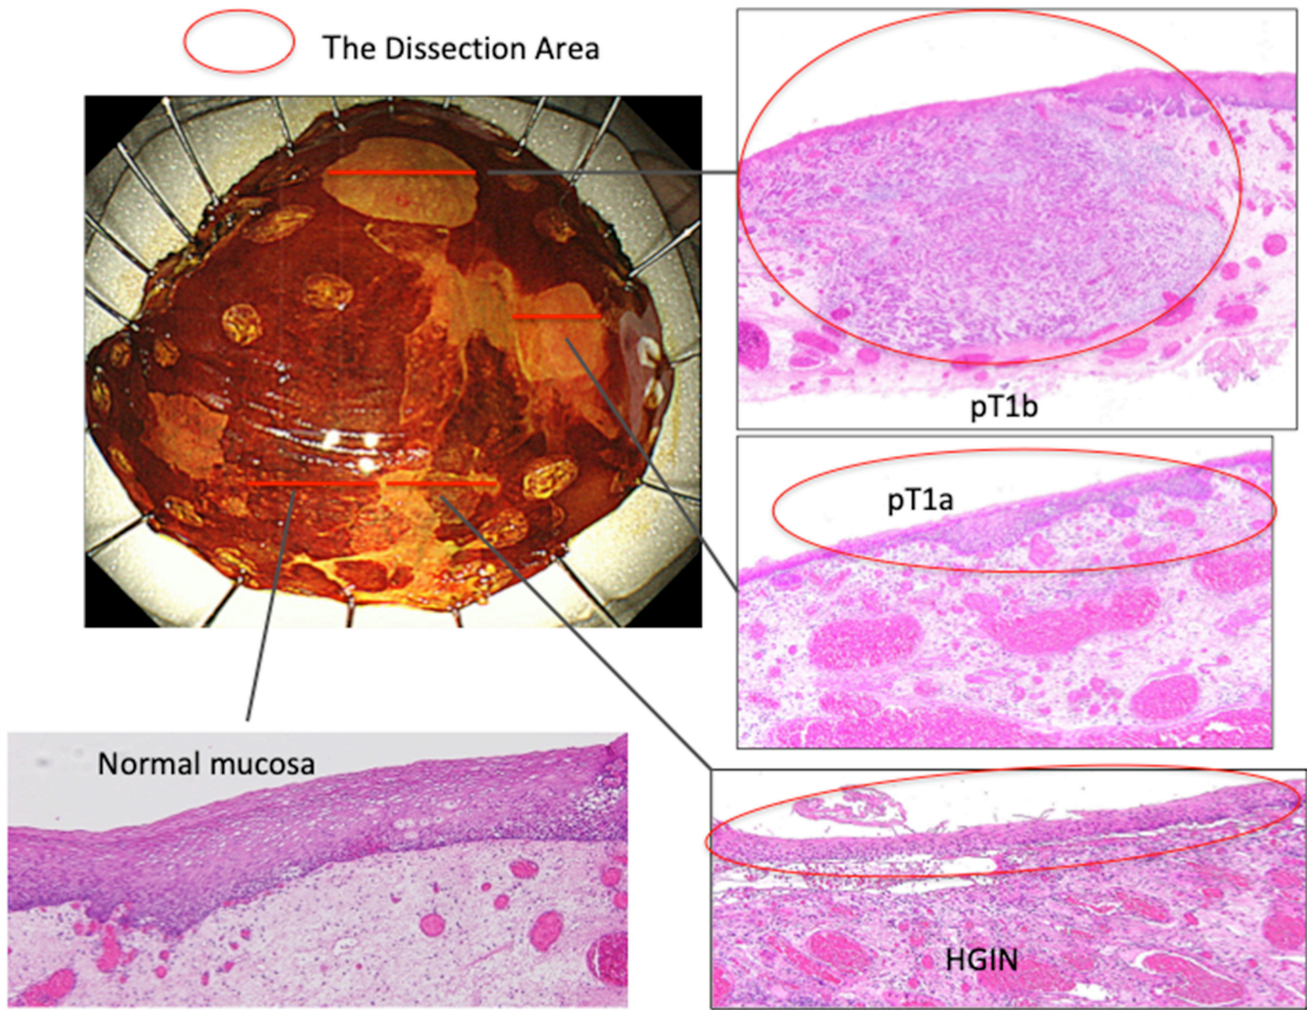 The Dissection Area
pT1b
pT1a
Normal mucosa
HGIN